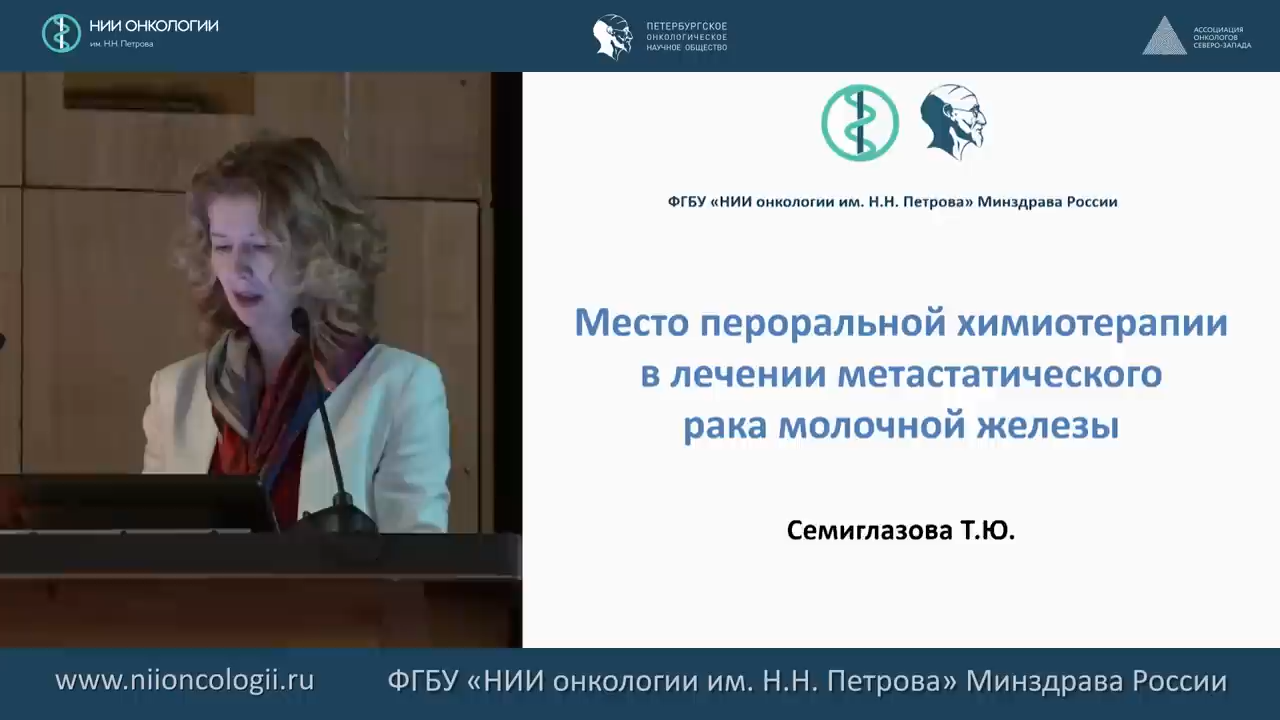 НИИ ОНКОЛОГИИ
им. Н.Н. Петрова
ПЕТЕРБУРГСКОЕ
ОНКОЛОГИЧЕСКОЕ
НАУЧНОЕ ОБЩЕСТВО
АССОЦИАЦИЯ
ОНКОЛОГОВ
СЕВЕРО-ЗАПАДА
ФГБУ «НИИ онкологии им. Н.Н. Петрова» Минздрава России
Место пероральной химиотерапии
в лечении метастатического
рака молочной железы
Семиглазова Т.Ю.
www.niioncologii.ru
ФГБУ «НИИ онкологии им. Н.Н. Петрова» Минздрава России